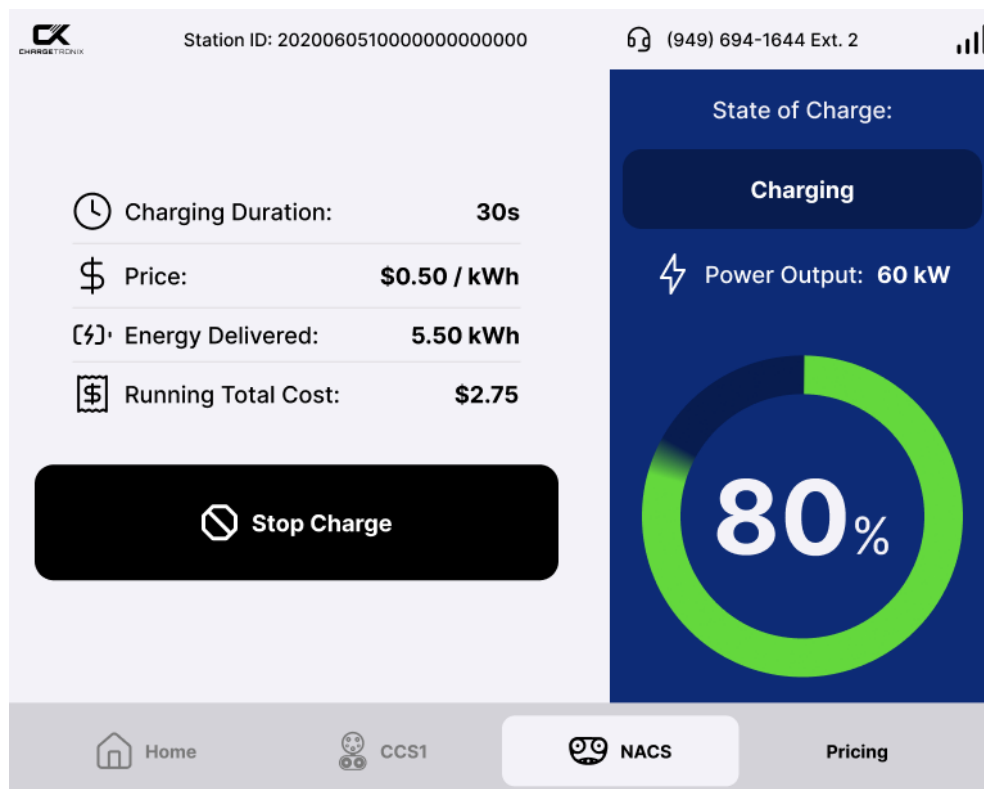 CHARGETRONIX
Station ID: 2020060510000000000000
(949) 694-1644 Ext. 2
State of Charge:
Charging
Power Output: 60 kW
80%
Charging Duration: 30s
Price: $0.50 / kWh
Energy Delivered: 5.50 kWh
Running Total Cost: $2.75
Stop Charge
Home
CCS1
NACS
Pricing